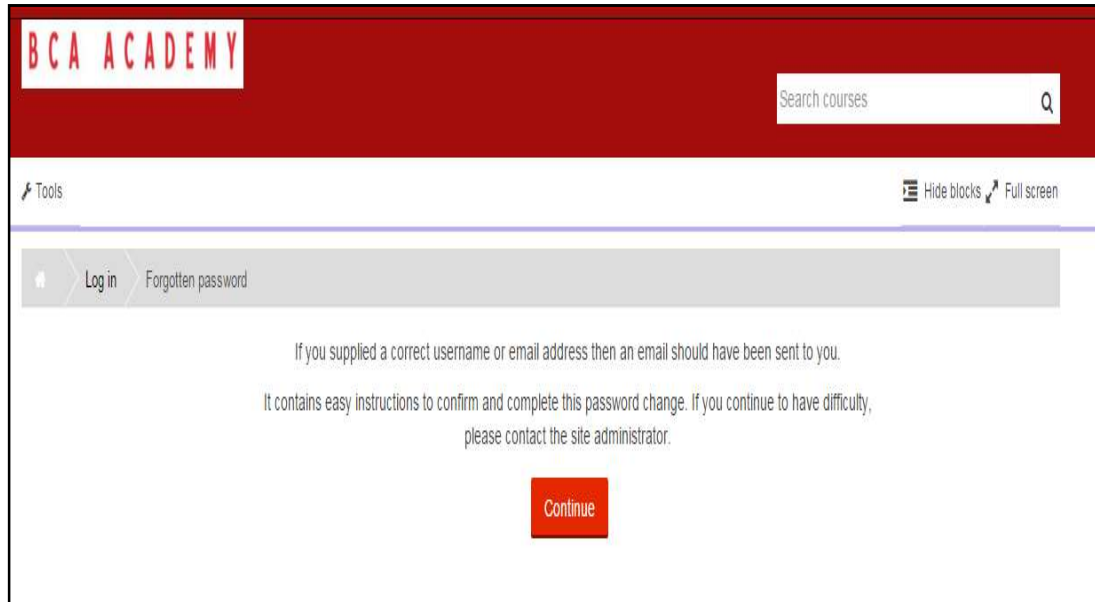 BCA ACADEMY
Search courses
Tools
Hide blocks Full screen
Log in Forgotten password
If you supplied a correct username or email address then an email should have been sent to you.
It contains easy instructions to confirm and complete this password change. If you continue to have difficulty,
please contact the site administrator.
Continue